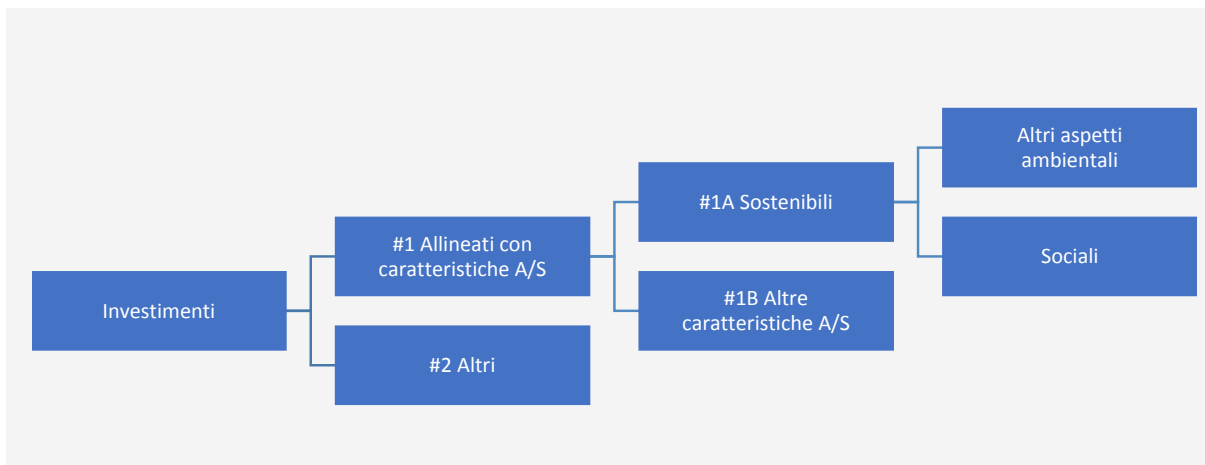 Altri aspetti
ambientali
#1A Sostenibili
#1 Allineati con
caratteristiche A/S
Sociali
Investimenti
#1B Altre
caratteristiche A/S
#2 Altri